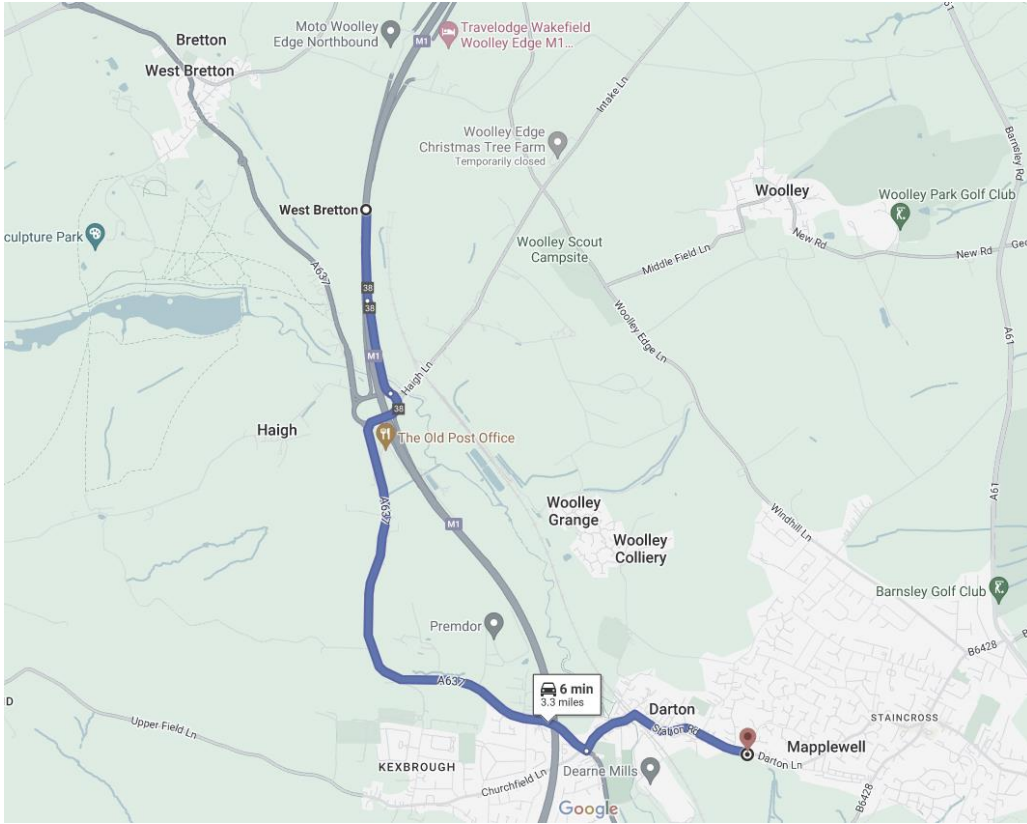 Moto Woolley
Edge Northbound
M1
Travelodge Wakefield
Woolley Edge M1...
Bretton
West Bretton
Intake Ln
Woolley Edge
Christmas Tree Farm
Temporarily closed
Barnsley Rd
Woolley
Woolley Park Golf Club
West Bretton
culpture Park
A637
Woolley Scout
Campsite
Middle Field Ln
New Rd
New Rd
Geo
38
38
Woolley Edge Ln
A61
M1
Haigh Ln
38
Haigh
The Old Post Office
A637
A61
M1
Woolley
Grange
Woolley
Colliery
Windhill Ln
Barnsley Golf Club
B6428
B
Premdor
A637
6 min
3.3 miles
D
Upper Field Ln
Darton
Station Rd
STAINCROSS
Mapplewell
Darton Ln
KEXBROUGH
Churchfield Ln
Dearne Mills
B6428
Google